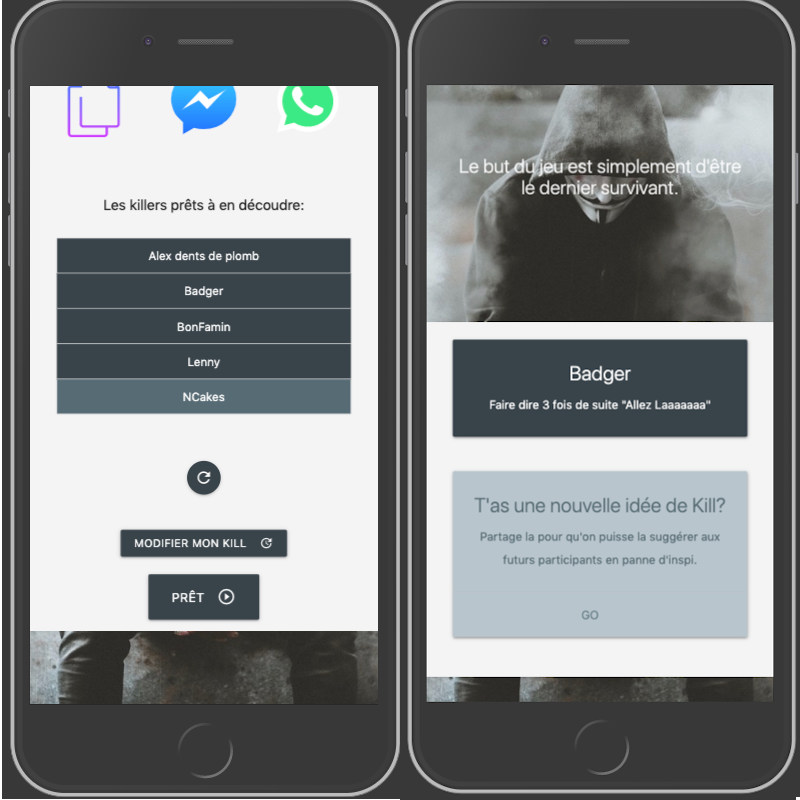 Les killers prêts à en découdre:
Alex dents de plomb
Badger
BonFamin
Lenny
NCakes
MODIFIER MON KILL
PRÊT
Le but du jeu est simplement d'être
le dernier survivant.
Badger
Faire dire 3 fois de suite "Allez Laaaaaaa"
T'as une nouvelle idée de Kill?
Partage la pour qu'on puisse la suggérer aux
futurs participants en panne d'inspi.
GO